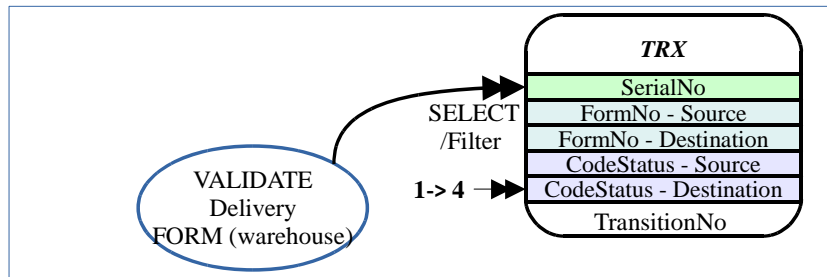 TRX
SerialNo
SELECT
/Filter
FormNo - Source
FormNo - Destination
CodeStatus - Source
1-> 4
CodeStatus - Destination
TransitionNo
VALIDATE
Delivery
FORM (warehouse)